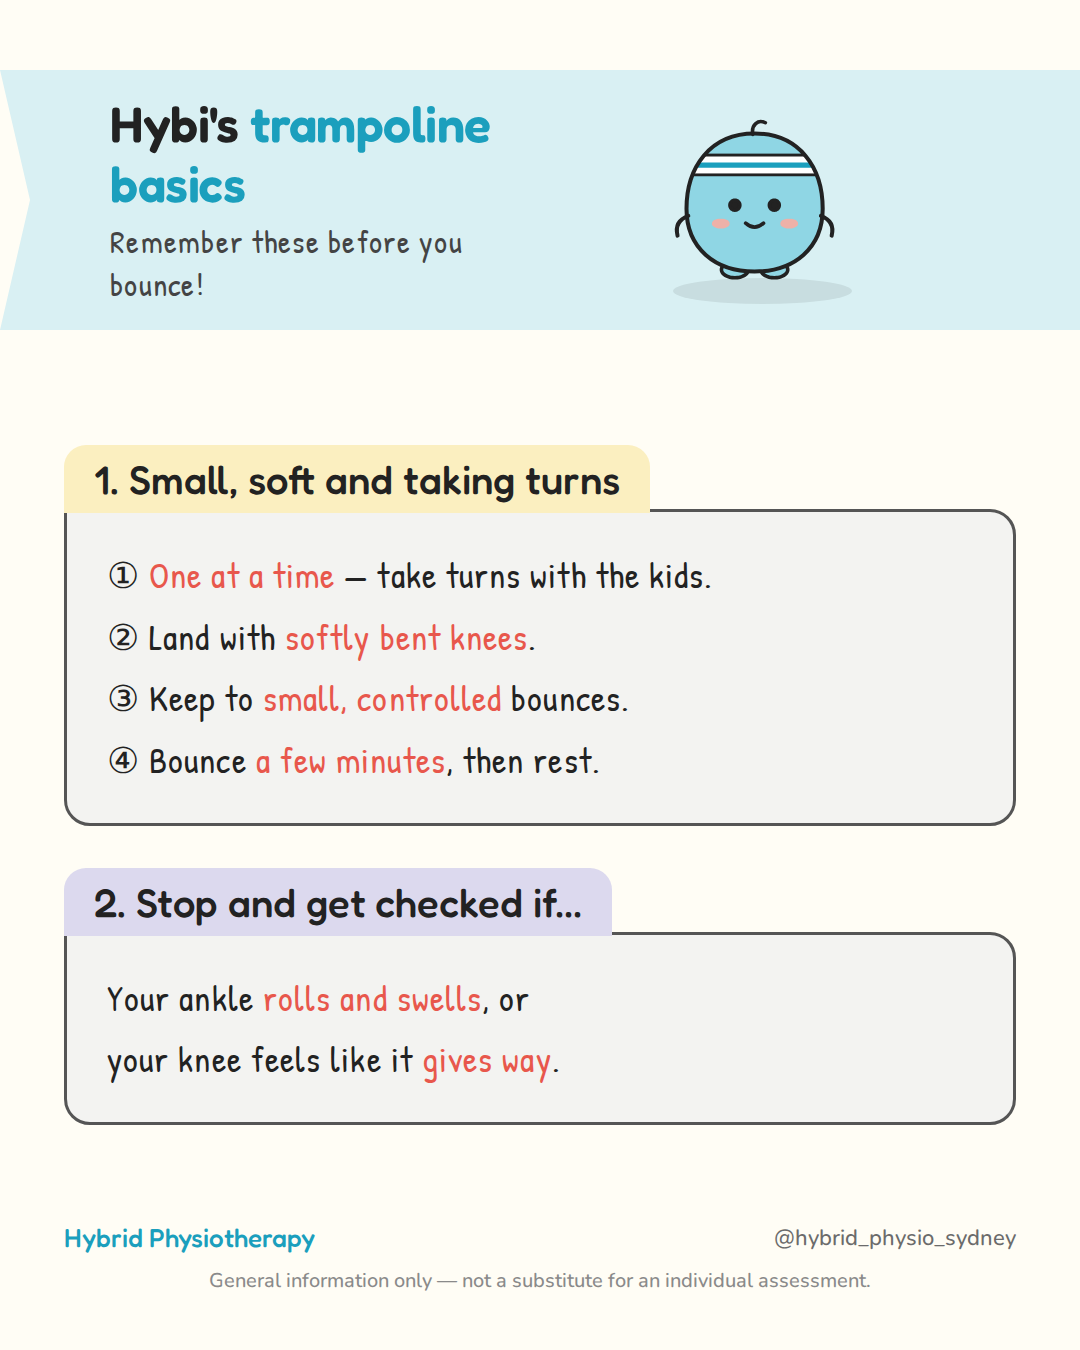 Hybi's trampoline
basics
Remember these before you
bounce!
1. Small, soft and taking turns
① One at a time — take turns with the kids.
② Land with softly bent knees.
③ Keep to small, controlled bounces.
④ Bounce a few minutes, then rest.
2. Stop and get checked if...
Your ankle rolls and swells, or
your knee feels like it gives way.
Hybrid Physiotherapy
@hybrid_physio_sydney
General information only — not a substitute for an individual assessment.